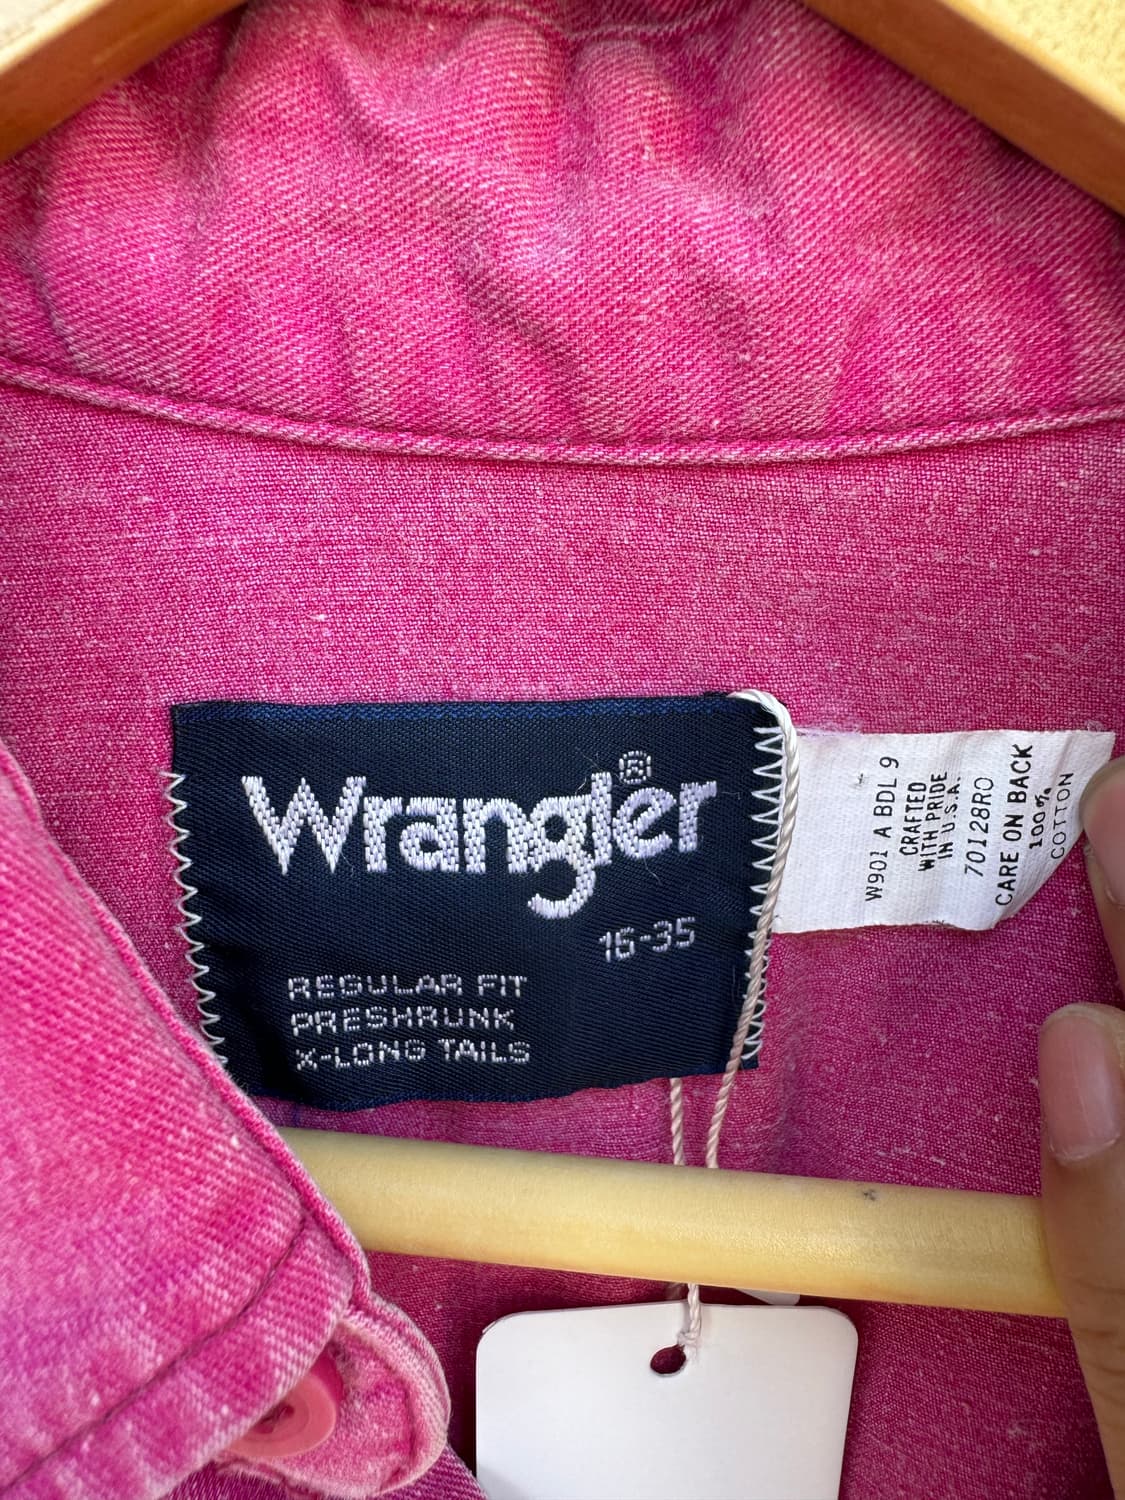 Wrangler®
16-35
REGULAR FIT
PRESHRUNK
X-LONG TAILS
W901 A BDL 9
CRAFTED
WITH PRIDE
IN U.S.A.
70128RO
CARE ON BACK
100%
COTTON